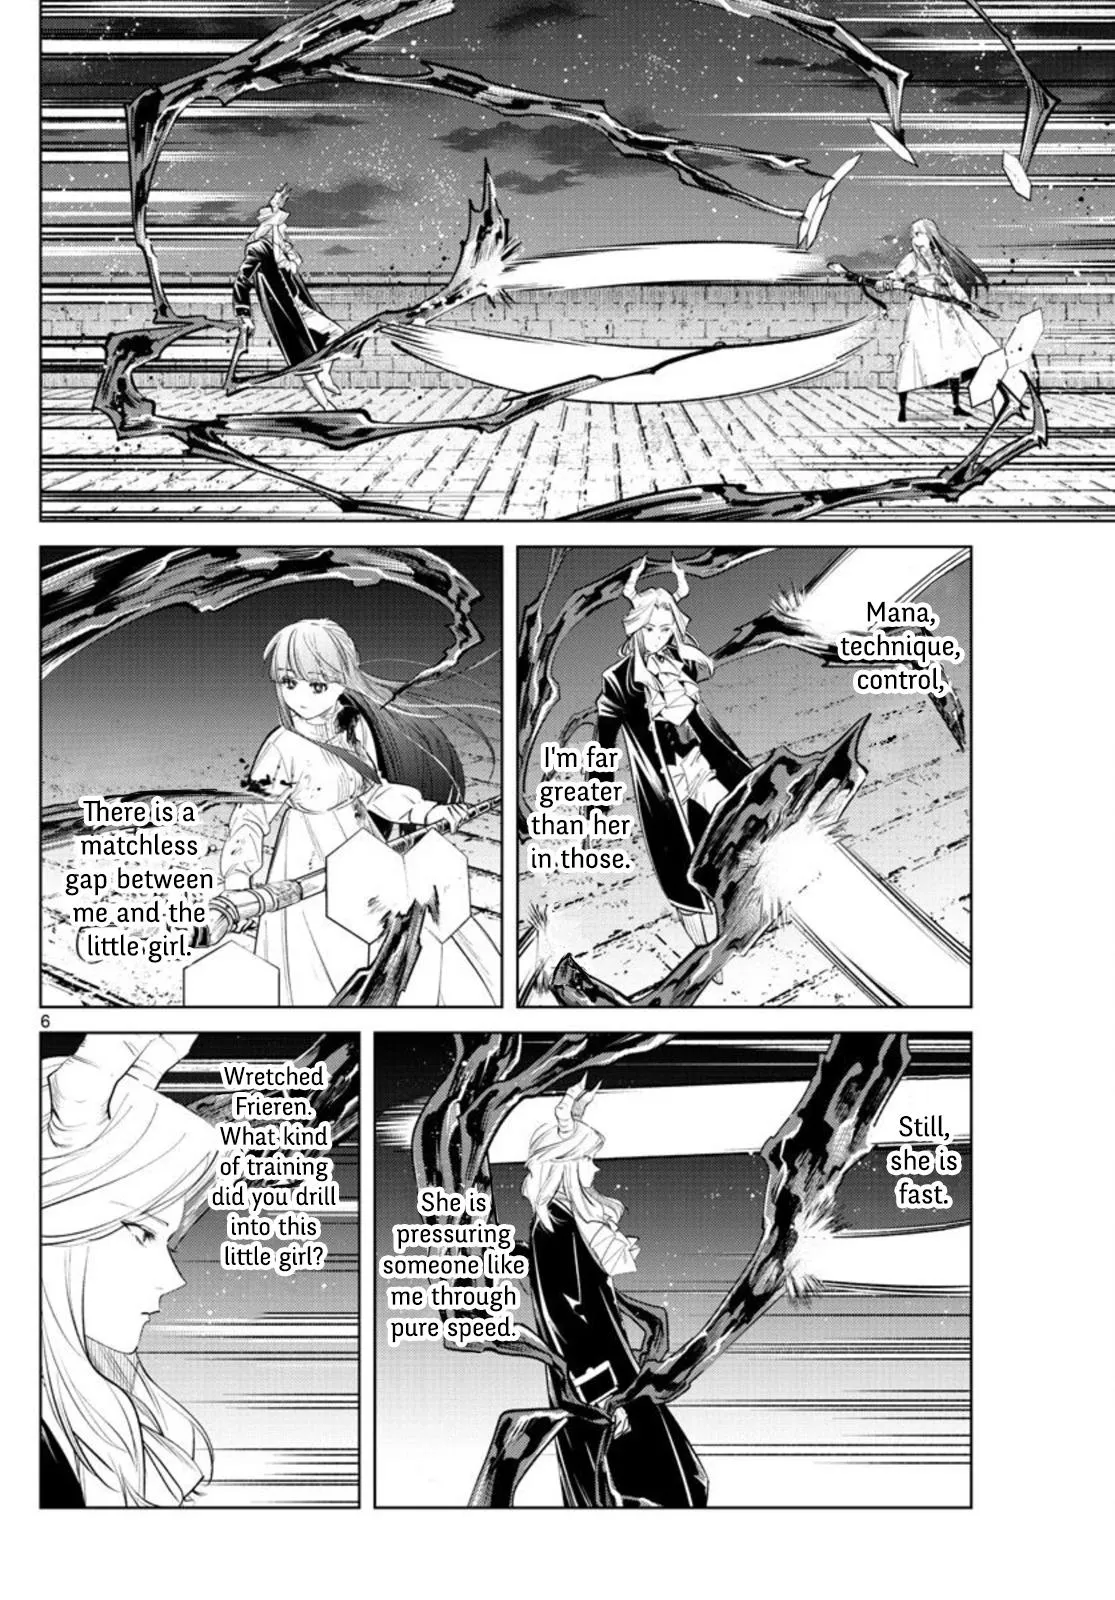 Mana,
technique,
control,
I'm far
greater
than her
in those.
There is a
matchless
gap between
me and the
little girl.
6
Still,
she is
fast.
She is
pressuring
someone like
me through
pure speed.
Wretched
Frieren.
What kind
of training
did you drill
into this
little girl?